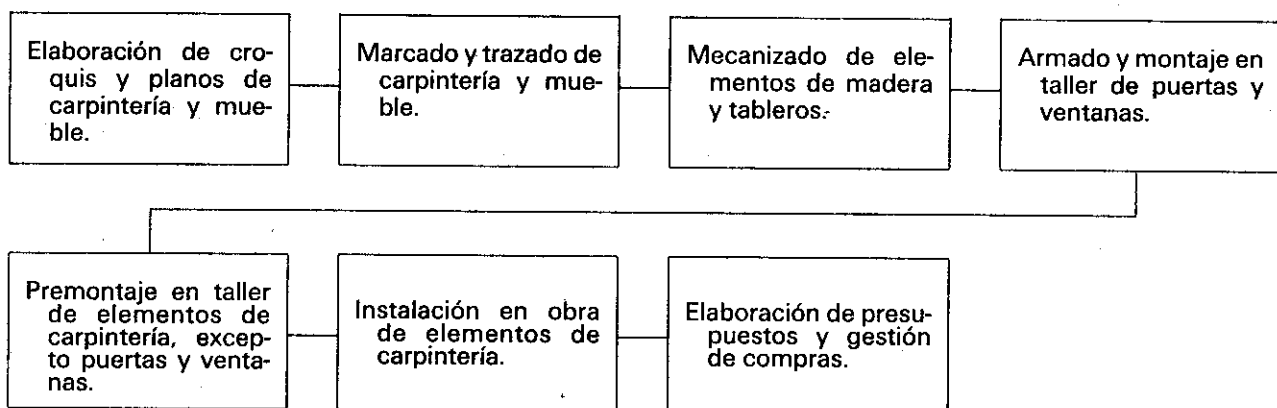 Elaboración de cro-
quis y planos de
carpintería y mue-
ble.
Marcado y trazado de
carpintería y mue-
ble.
Mecanizado de ele-
mentos de madera
y tableros.
Armado y montaje en
taller de puertas y
ventanas.
Premontaje en taller
de elementos de
carpintería, excep-
to puertas y venta-
nas.
Instalación en obra
de elementos de
carpintería.
Elaboración de presu-
puestos y gestión
de compras.